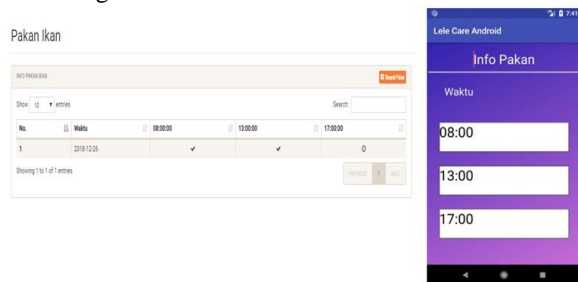 Pakan Ikan
INFO PAKAN IKAN
Show 10 entries
Search:
No. Waktu 08:00:00 13:00:00 17:00:00
1 2018-12-26
Showing 1 to 1 of 1 entries
PREVIOUS 1 NEXT
7:41
Lele Care Android
Info Pakan
Waktu
08:00
13:00
17:00